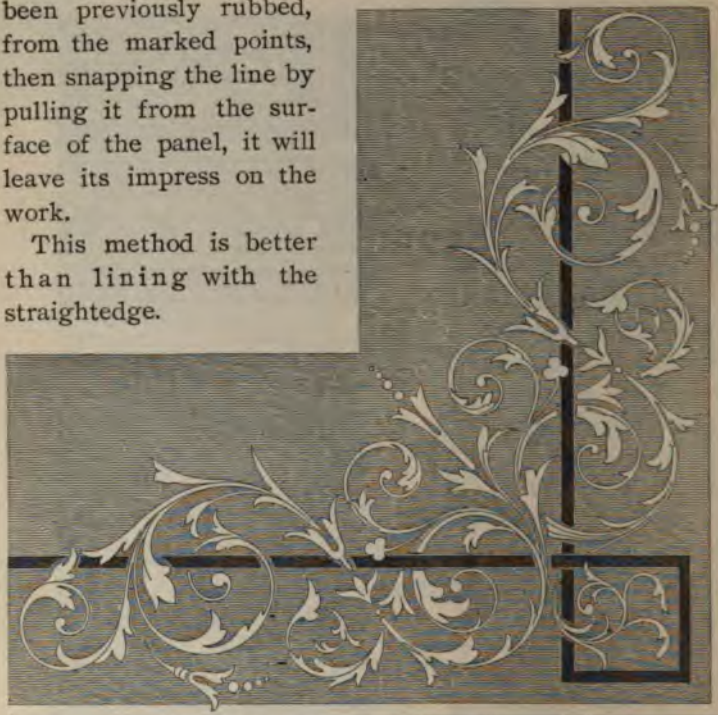 been previously rubbed,
from the marked points,
then snapping the line by
pulling it from the sur-
face of the panel, it will
leave its impress on the
work.
This method is better
than lining with the
straightedge.